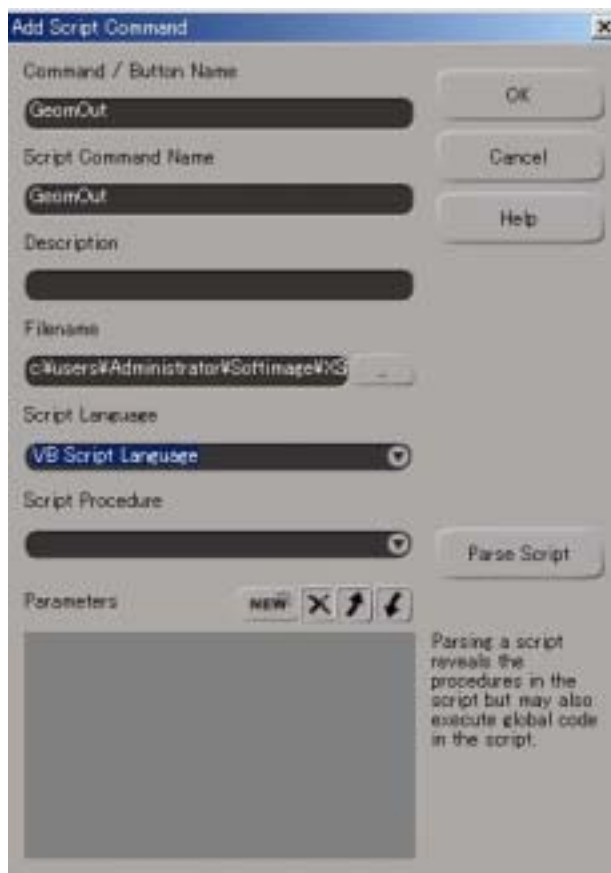 Add Script Command
Command / Button Name
GeomOut
OK
Script Command Name
GeomOut
Cancel
Description
Help
Filename
c:¥users¥Administrator¥Softimage¥XS
...
Script Language
VB Script Language
Script Procedure
Parse Script
Parameters
NEW
Parsing a script
reveals the
procedures in the
script but may also
execute global code
in the script.